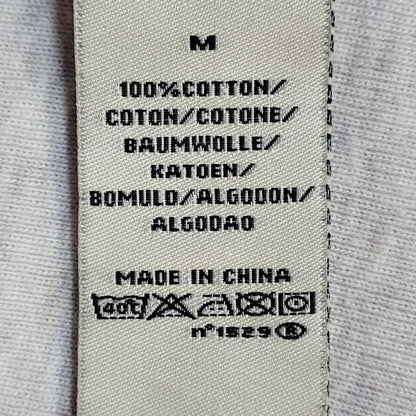 M
100%COTTON/
COTON/COTONE/
BAUMWOLLE/
KATOEN/
BOMULD/ALGODON/
ALGODAO
MADE IN CHINA
40
n°1529 ®